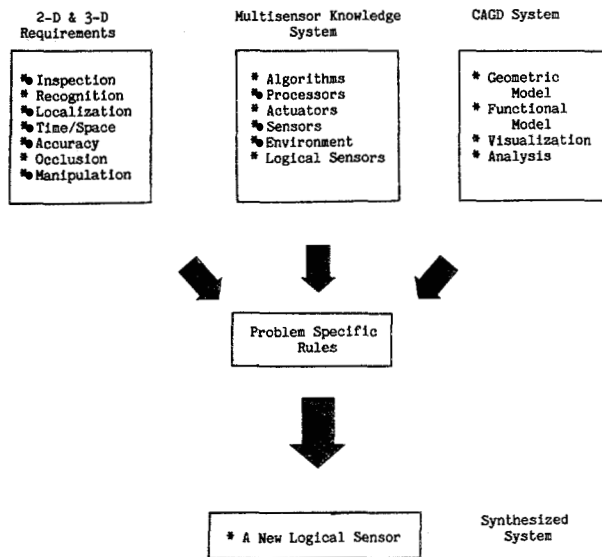 2-D & 3-D
Requirements
* Inspection
* Recognition
* Localization
* Time/Space
* Accuracy
* Occlusion
* Manipulation
Multisensor Knowledge
System
* Algorithms
* Processors
* Actuators
* Sensors
* Environment
* Logical Sensors
CAGD System
* Geometric
Model
* Functional
Model
* Visualization
* Analysis
Problem Specific
Rules
* A New Logical Sensor
Synthesized
System